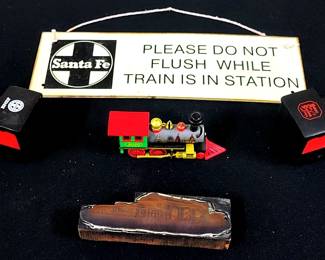 Santa Fe
PLEASE DO NOT
FLUSH WHILE
TRAIN IS IN STATION